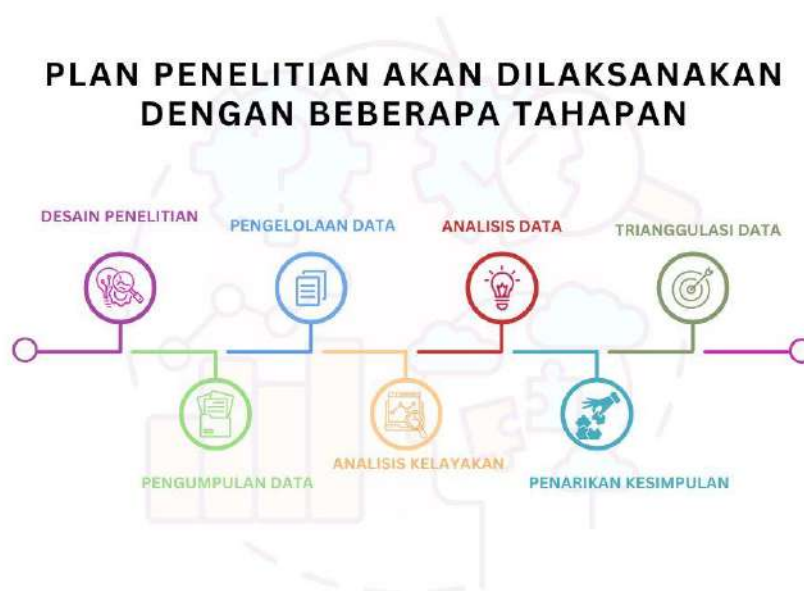 PLAN PENELITIAN AKAN DILAKSANAKAN
DENGAN BEBERAPA TAHAPAN
DESAIN PENELITIAN
PENGUMPULAN DATA
PENGELOLAAN DATA
ANALISIS KELAYAKAN
ANALISIS DATA
PENARIKAN KESIMPULAN
TRIANGGULASI DATA